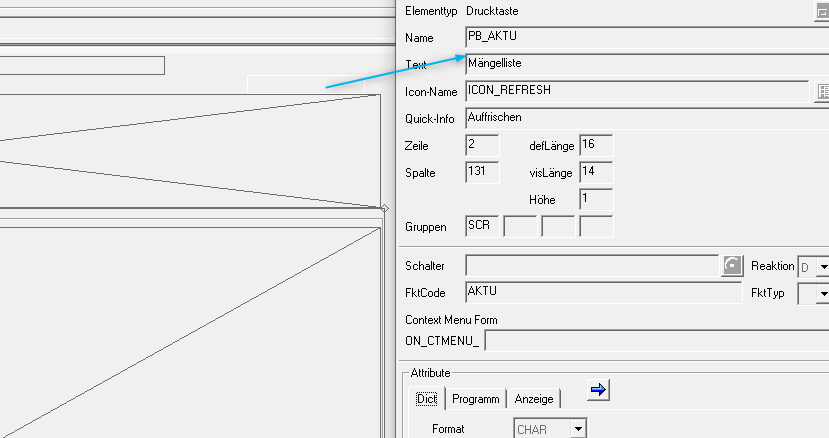 Elementtyp Drucktaste
Name PB_AKTU
Text Mängelliste
Icon-Name ICON_REFRESH
Quick-Info Auffrischen
Zeile 2 defLänge 16
Spalte 131 visLänge 14
Höhe 1
Gruppen SCR
Schalter Reaktion D
FktCode AKTU FktTyp
Context Menu Form
ON_CTMENU_
Attribute
Dict Programm Anzeige
Format CHAR